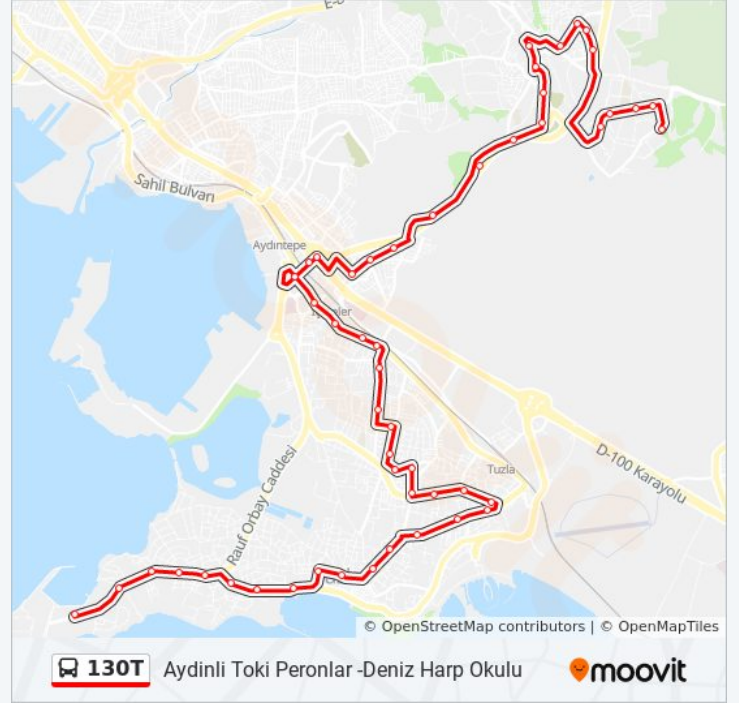 Sahil Bulvarı
Aydıntepe
Tuzla
D-100 Karayolu
Rauf Orbay Caddesi
© OpenStreetMap contributors | © OpenMapTiles
130T Aydinli Toki Peronlar -Deniz Harp Okulu
moovit